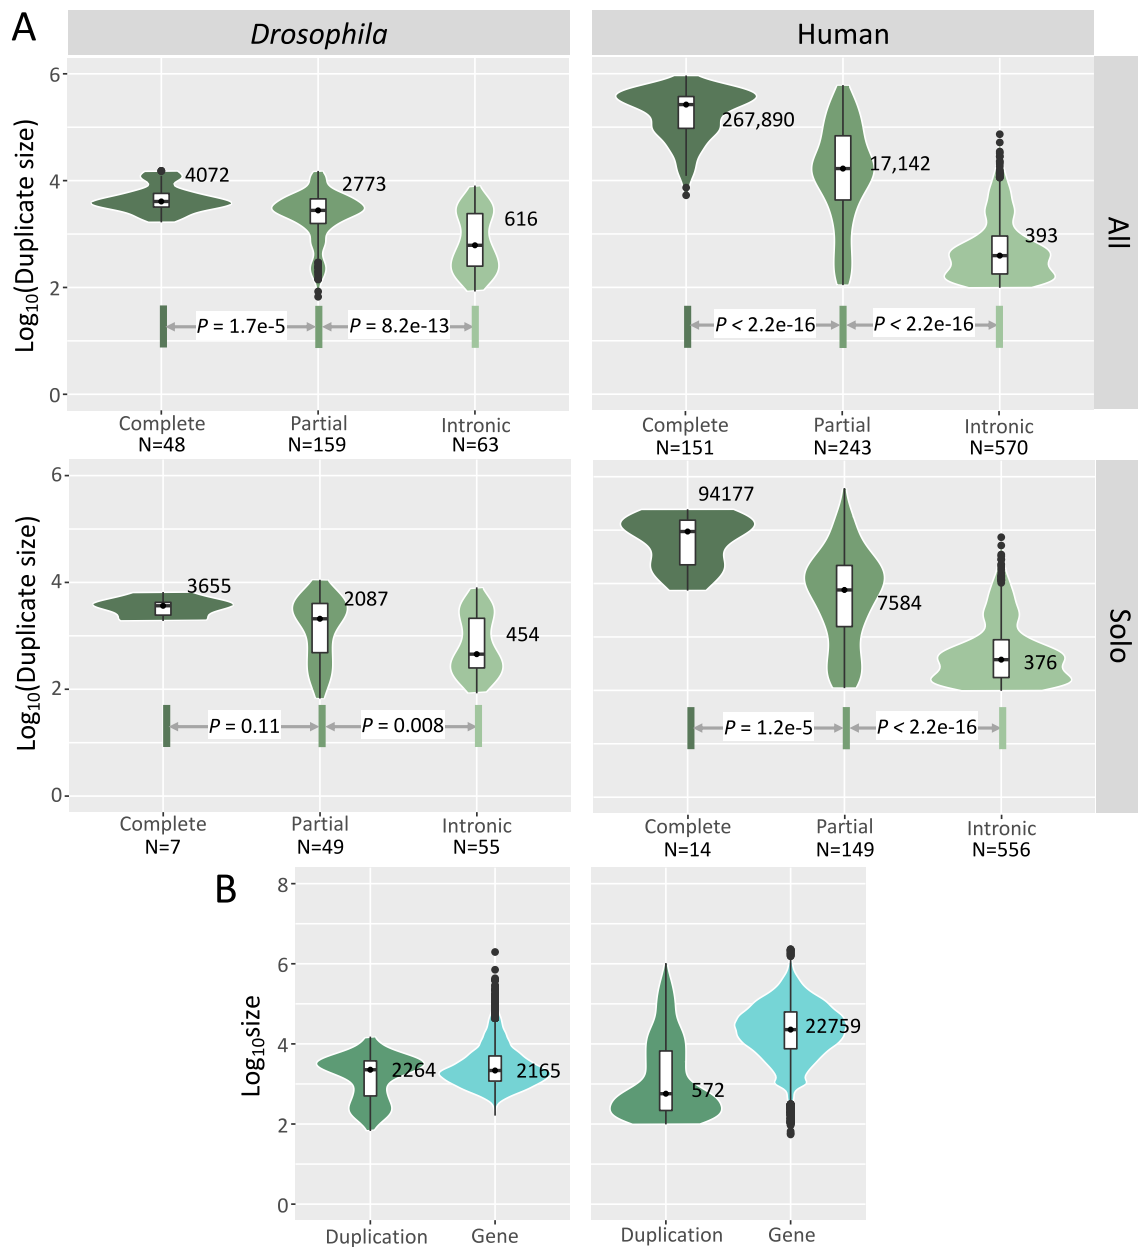 A
Drosophila
Human
Log10(Duplicate size)
6
4
2
0
4072
2773
616
P = 1.7e-5
P = 8.2e-13
267,890
17,142
393
P < 2.2e-16
P < 2.2e-16
All
Complete
N=48
Partial
N=159
Intronic
N=63
Complete
N=151
Partial
N=243
Intronic
N=570
Log10(Duplicate size)
6
4
2
0
3655
2087
454
P = 0.11
P = 0.008
94177
7584
376
P = 1.2e-5
P < 2.2e-16
Solo
Complete
N=7
Partial
N=49
Intronic
N=55
Complete
N=14
Partial
N=149
Intronic
N=556
B
Log10size
8
6
4
2
0
2264
2165
572
22759
Duplication
Gene
Duplication
Gene